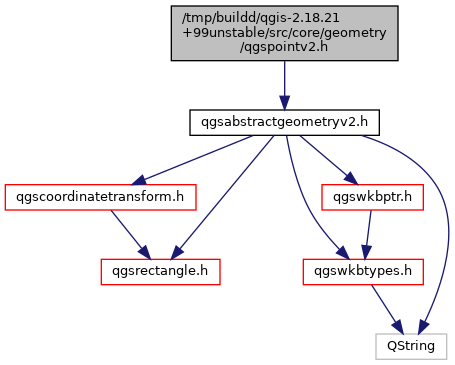 /tmp/buildd/qgis-2.18.21
+99unstable/src/core/geometry
/qgspointv2.h
qgsabstractgeometryv2.h
qgscoordinatetransform.h
qgswkbptr.h
qgsrectangle.h
qgswkbtypes.h
QString